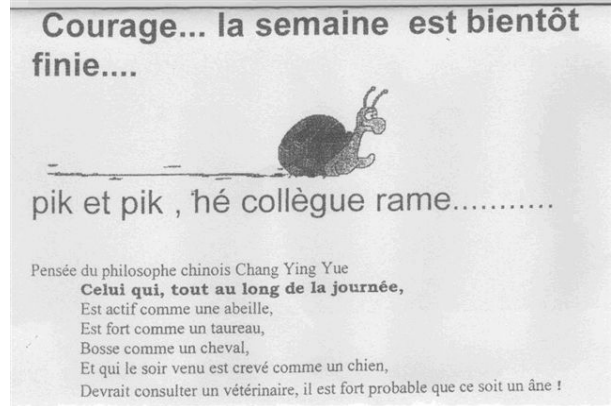 Courage... la semaine est bientôt
finie....
pik et pik , hé collègue rame...........
Pensée du philosophe chinois Chang Ying Yue
Celui qui, tout au long de la journée,
Est actif comme une abeille,
Est fort comme un taureau,
Bosse comme un cheval,
Et qui le soir venu est crevé comme un chien,
Devrait consulter un vétérinaire, il est fort probable que ce soit un âne !